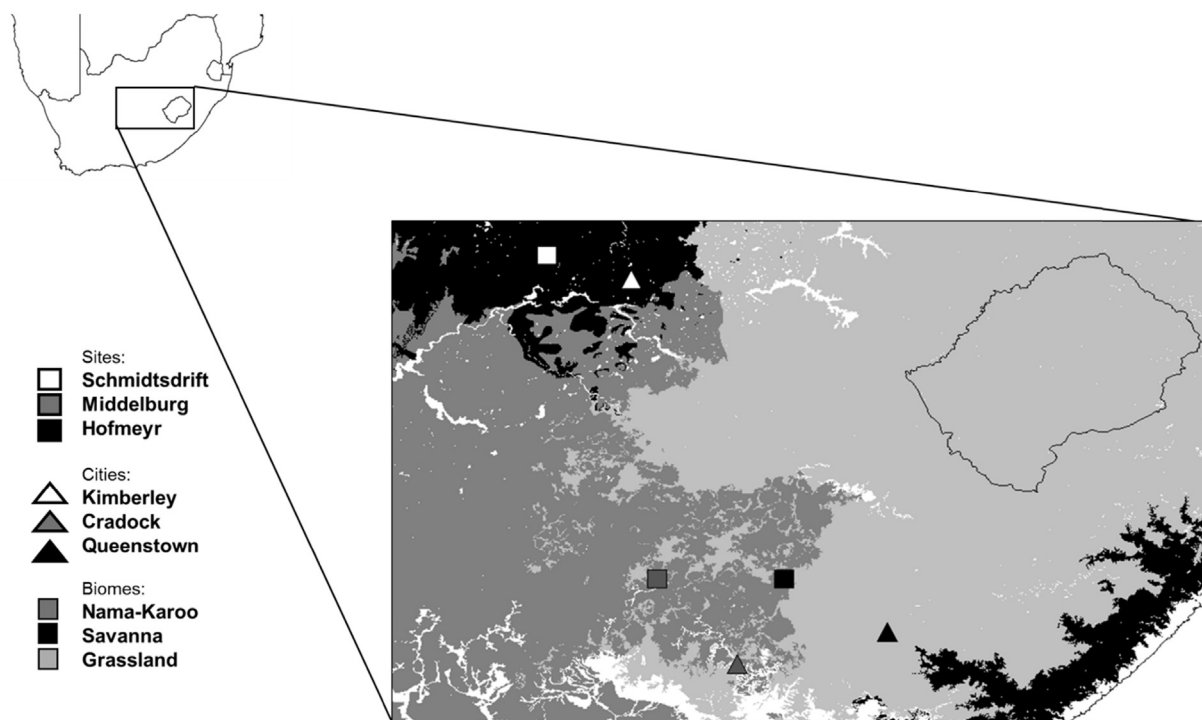 Sites:
Schmidtsdrift
Middelburg
Hofmeyr
Cities:
Kimberley
Cradock
Queenstown
Biomes:
Nama-Karoo
Savanna
Grassland